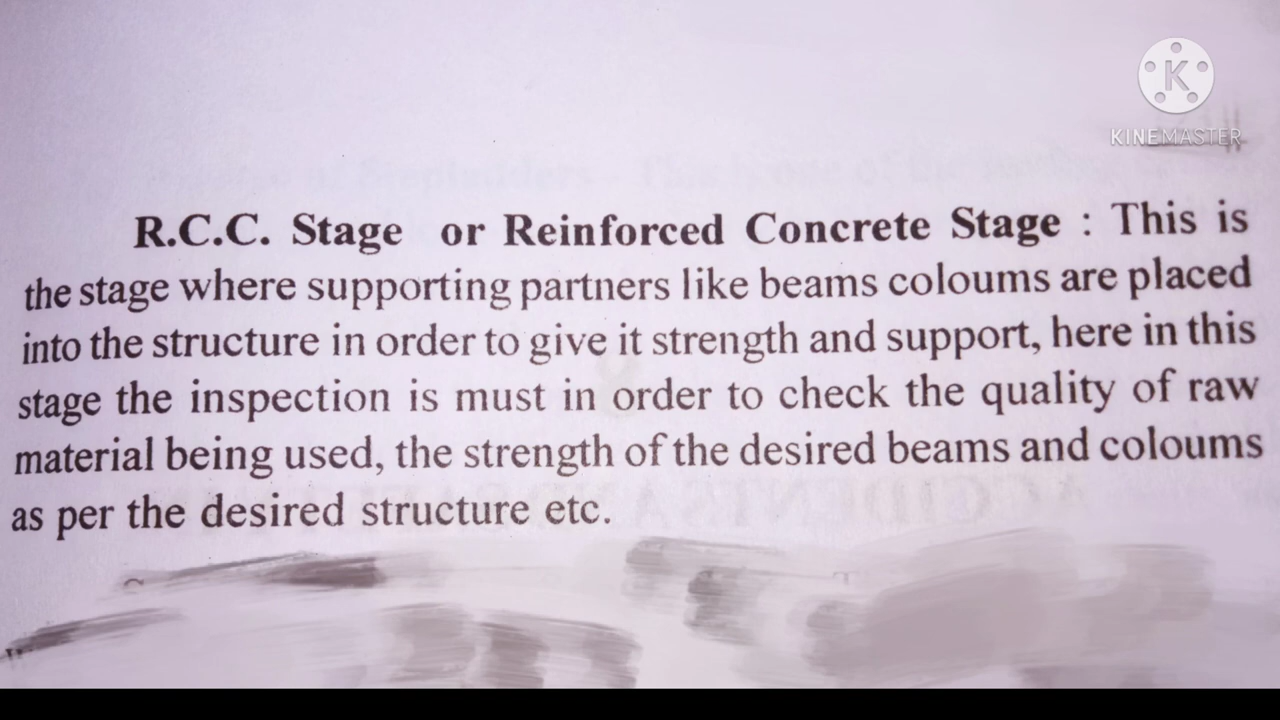 KINEMASTER
R.C.C. Stage or Reinforced Concrete Stage : This is
the stage where supporting partners like beams coloums are placed
into the structure in order to give it strength and support, here in this
stage the inspection is must in order to check the quality of raw
material being used, the strength of the desired beams and coloums
as per the desired structure etc.